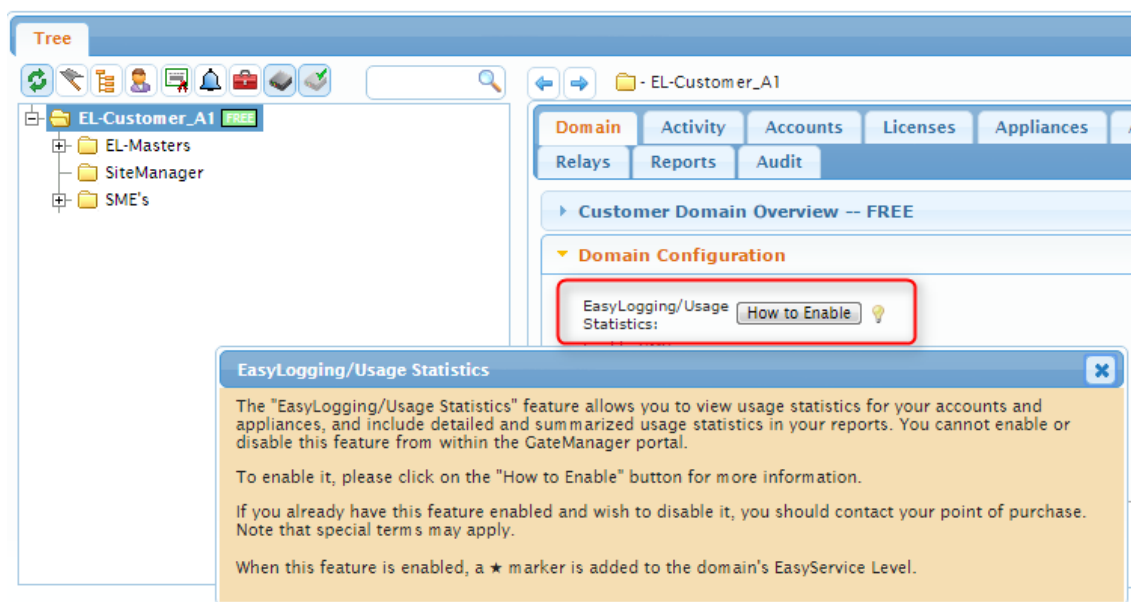 Tree
- EL-Customer_A1
EL-Customer_A1 FREE
EL-Masters
SiteManager
SME's
Domain Activity Accounts Licenses Appliances
Relays Reports Audit
Customer Domain Overview -- FREE
Domain Configuration
EasyLogging/Usage
Statistics:
How to Enable
EasyLogging/Usage Statistics
The "EasyLogging/Usage Statistics" feature allows you to view usage statistics for your accounts and
appliances, and include detailed and summarized usage statistics in your reports. You cannot enable or
disable this feature from within the GateManager portal.
To enable it, please click on the "How to Enable" button for more information.
If you already have this feature enabled and wish to disable it, you should contact your point of purchase.
Note that special terms may apply.
When this feature is enabled, a ★ marker is added to the domain's EasyService Level.